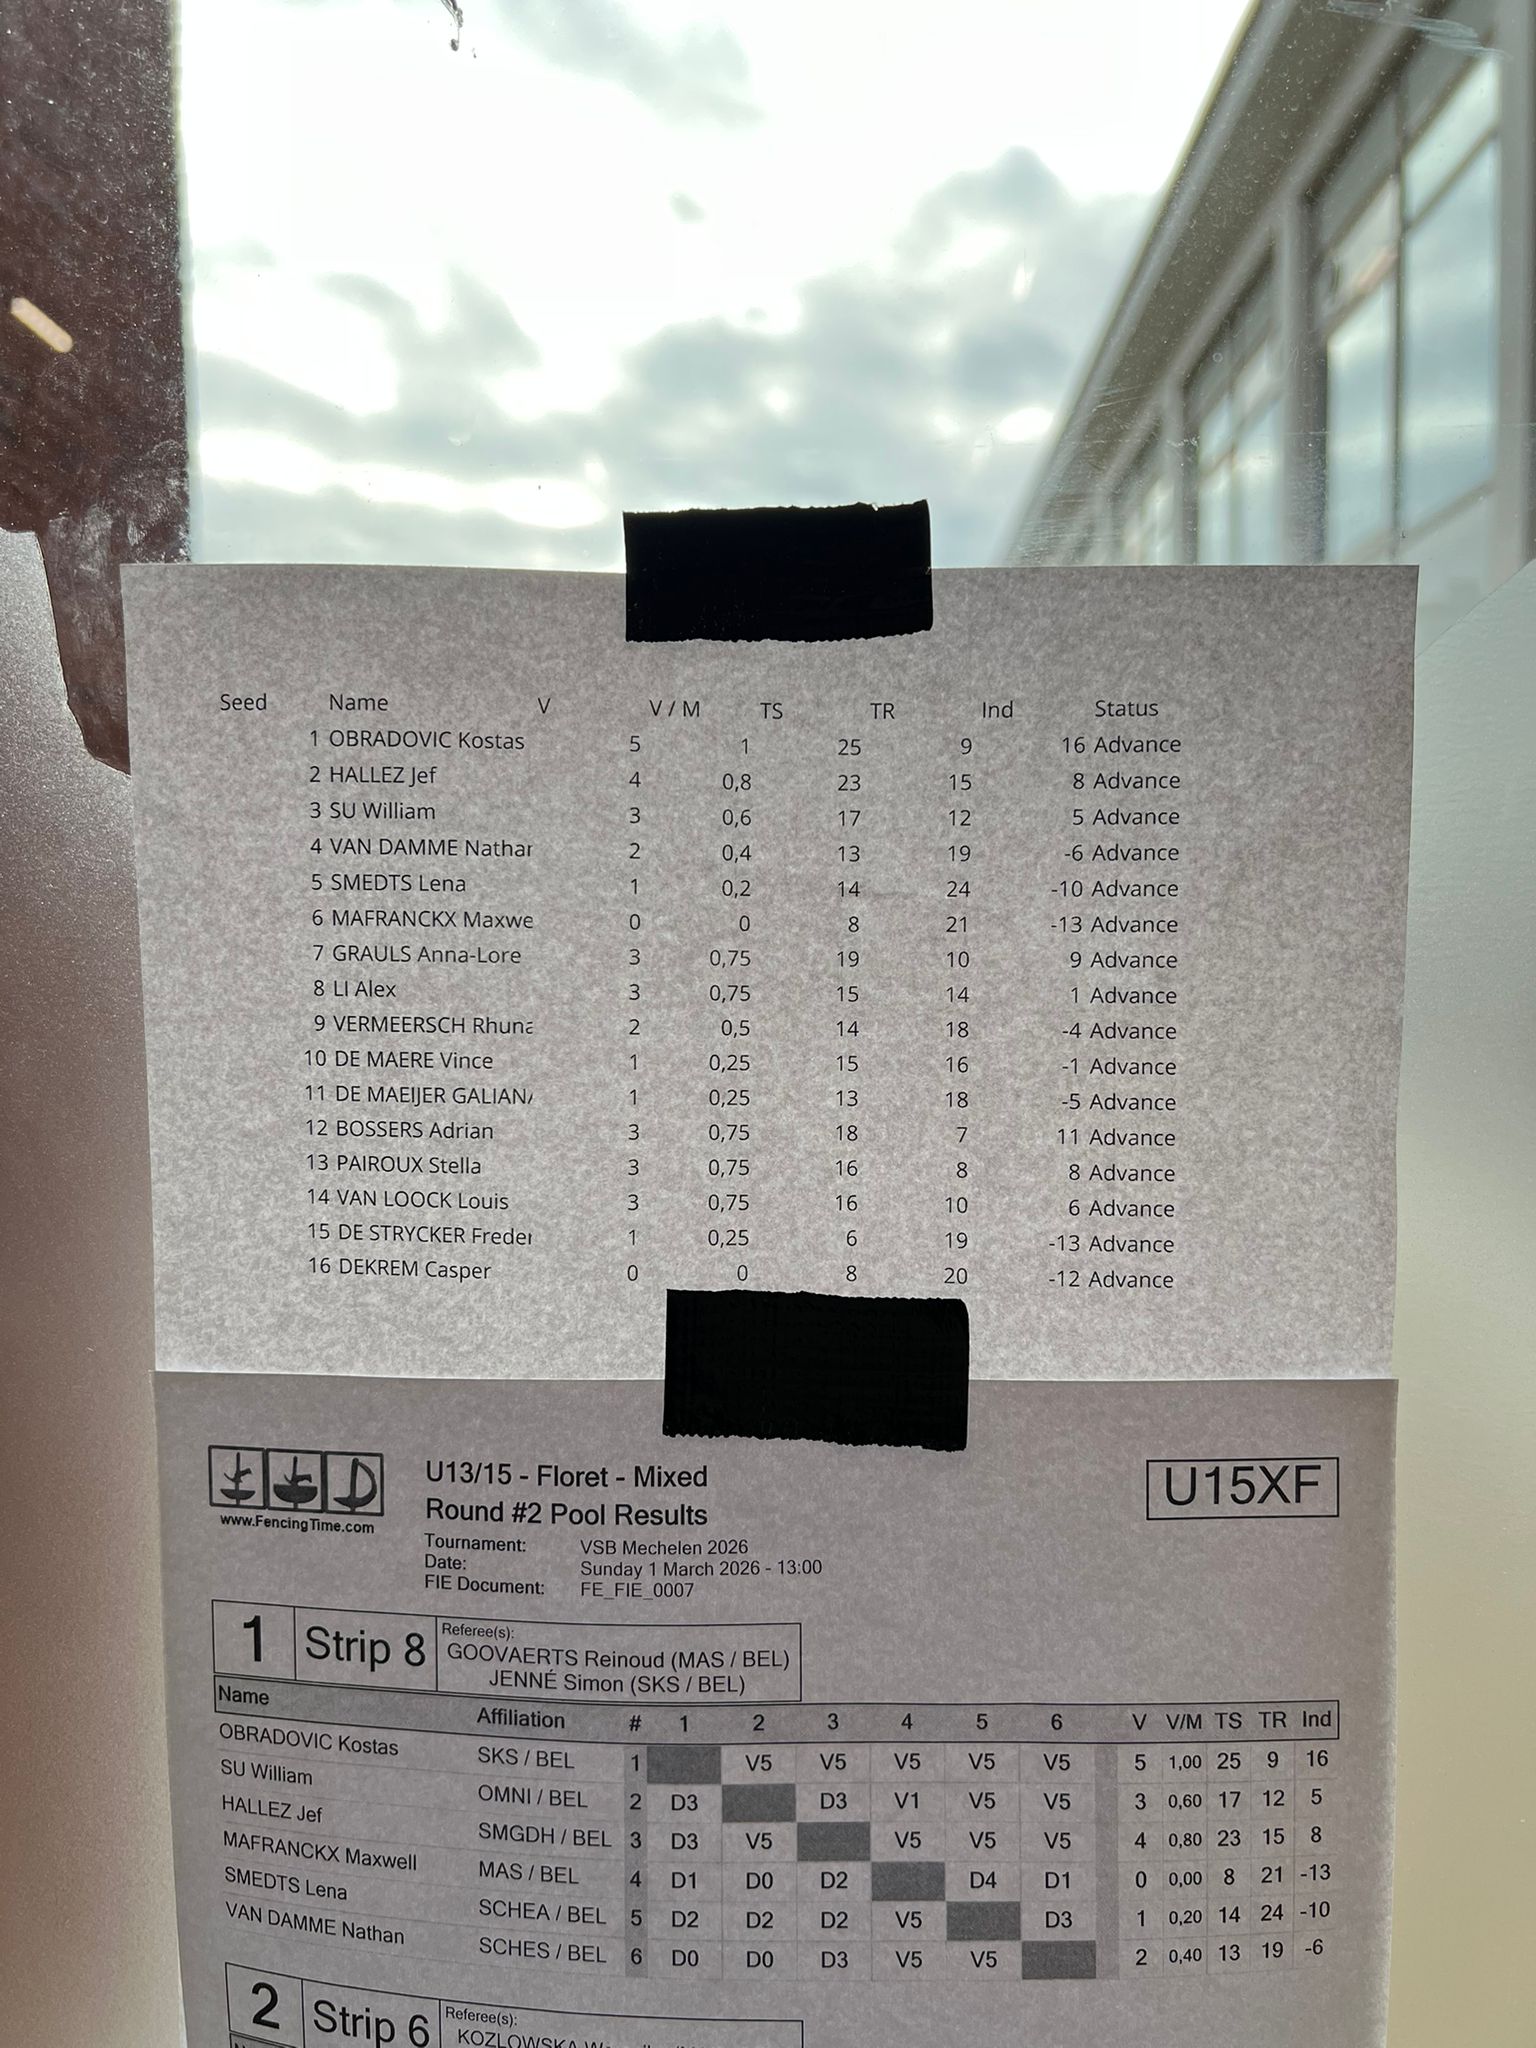 Seed Name V V / M TS TR Ind Status
1 OBRADOVIC Kostas 5 1 25 9 16 Advance
2 HALLEZ Jef 4 0,8 23 15 8 Advance
3 SU William 3 0,6 17 12 5 Advance
4 VAN DAMME Nathan 2 0,4 13 19 -6 Advance
5 SMEDTS Lena 1 0,2 14 24 -10 Advance
6 MAFRANCKX Maxwe 0 0 8 21 -13 Advance
7 GRAULS Anna-Lore 3 0,75 19 10 9 Advance
8 LI Alex 3 0,75 15 14 1 Advance
9 VERMEERSCH Rhuna 2 0,5 14 18 -4 Advance
10 DE MAERE Vince 1 0,25 15 16 -1 Advance
11 DE MAEIJER GALIANA 1 0,25 13 18 -5 Advance
12 BOSSERS Adrian 3 0,75 18 7 11 Advance
13 PAIROUX Stella 3 0,75 16 8 8 Advance
14 VAN LOOCK Louis 3 0,75 16 10 6 Advance
15 DE STRYCKER Freder 1 0,25 6 19 -13 Advance
16 DEKREM Casper 0 0 8 20 -12 Advance
www.FencingTime.com
U13/15 - Floret - Mixed
Round #2 Pool Results
U15XF
Tournament: VSB Mechelen 2026
Date: Sunday 1 March 2026 - 13:00
FIE Document: FE_FIE_0007
1 Strip 8
Referee(s):
GOOVAERTS Reinoud (MAS / BEL)
JENNÉ Simon (SKS / BEL)
Name Affiliation # 1 2 3 4 5 6 V V/M TS TR Ind
OBRADOVIC Kostas SKS / BEL 1 V5 V5 V5 V5 V5 5 1,00 25 9 16
SU William OMNI / BEL 2 D3 D3 V1 V5 V5 3 0,60 17 12 5
HALLEZ Jef SMGDH / BEL 3 D3 V5 V5 V5 V5 4 0,80 23 15 8
MAFRANCKX Maxwell MAS / BEL 4 D1 D0 D2 D4 D1 0 0,00 8 21 -13
SMEDTS Lena SCHEA / BEL 5 D2 D2 D2 V5 D3 1 0,20 14 24 -10
VAN DAMME Nathan SCHES / BEL 6 D0 D0 D3 V5 V5 2 0,40 13 19 -6
2 Strip 6
Referee(s):
KOZLOWSKA